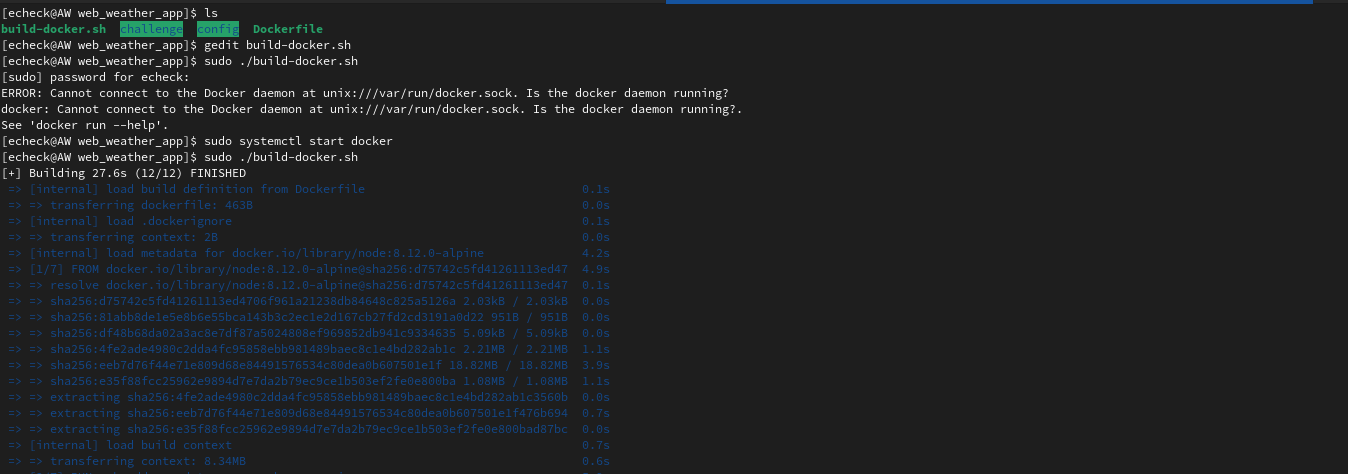 [echeck@AW web_weather_app]$ ls
build-docker.sh  challenge  config  Dockerfile
[echeck@AW web_weather_app]$ gedit build-docker.sh
[echeck@AW web_weather_app]$ sudo ./build-docker.sh
[sudo] password for echeck:
ERROR: Cannot connect to the Docker daemon at unix:///var/run/docker.sock. Is the docker daemon running?
docker: Cannot connect to the Docker daemon at unix:///var/run/docker.sock. Is the docker daemon running?.
See 'docker run --help'.
[echeck@AW web_weather_app]$ sudo systemctl start docker
[echeck@AW web_weather_app]$ sudo ./build-docker.sh
[+] Building 27.6s (12/12) FINISHED
=> [internal] load build definition from Dockerfile 0.1s
=> => transferring dockerfile: 463B 0.0s
=> [internal] load .dockerignore 0.1s
=> => transferring context: 2B 0.0s
=> [internal] load metadata for docker.io/library/node:8.12.0-alpine 4.2s
=> [1/7] FROM docker.io/library/node:8.12.0-alpine@sha256:d75742c5fd41261113ed47 4.9s
=> => resolve docker.io/library/node:8.12.0-alpine@sha256:d75742c5fd41261113ed47 0.1s
=> => sha256:d75742c5fd41261113ed4706f961a21238db84648c825a5126a 2.03kB / 2.03kB 0.0s
=> => sha256:81abb8de1e5e8b6e55bca143b3c2ec1e2d167cb27fd2cd3191a0d22 951B / 951B 0.0s
=> => sha256:df48b68da02a3ac8e7df87a5024808ef969852db941c9334635 5.09kB / 5.09kB 0.0s
=> => sha256:4fe2ade4980c2dda4fc95858ebb981489baec8c1e4bd282ab1c 2.21MB / 2.21MB 1.1s
=> => sha256:eeb7d76f44e71e809d68e84491576534c80dea0b607501e1f 18.82MB / 18.82MB 3.9s
=> => sha256:e35f88fcc25962e9894d7e7da2b79ec9ce1b503ef2fe0e800ba 1.08MB / 1.08MB 1.1s
=> => extracting sha256:4fe2ade4980c2dda4fc95858ebb981489baec8c1e4bd282ab1c3560b 0.0s
=> => extracting sha256:eeb7d76f44e71e809d68e84491576534c80dea0b607501e1f476b694 0.7s
=> => extracting sha256:e35f88fcc25962e9894d7e7da2b79ec9ce1b503ef2fe0e800bad87bc 0.0s
=> [internal] load build context 0.7s
=> => transferring context: 8.34MB 0.6s